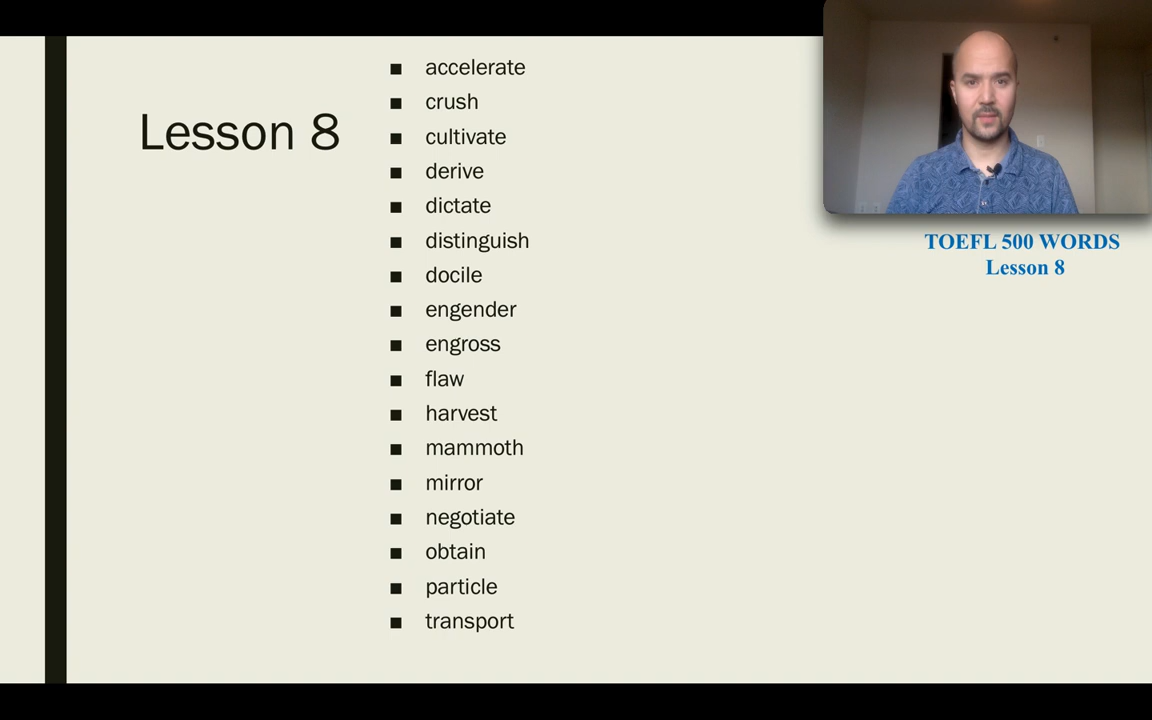 Lesson 8
■ accelerate
■ crush
■ cultivate
■ derive
■ dictate
■ distinguish
■ docile
■ engender
■ engross
■ flaw
■ harvest
■ mammoth
■ mirror
■ negotiate
■ obtain
■ particle
■ transport
TOEFL 500 WORDS
Lesson 8